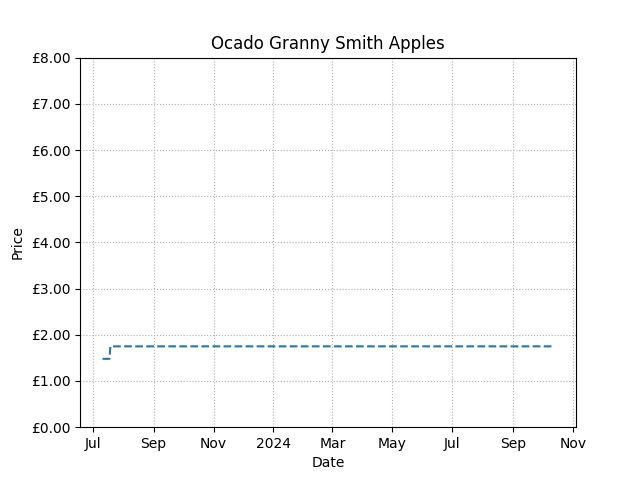 Ocado Granny Smith Apples
£8.00
£7.00
£6.00
£5.00
£4.00
£3.00
£2.00
£1.00
£0.00
Price
Jul Sep Nov 2024 Mar May Jul Sep Nov
Date